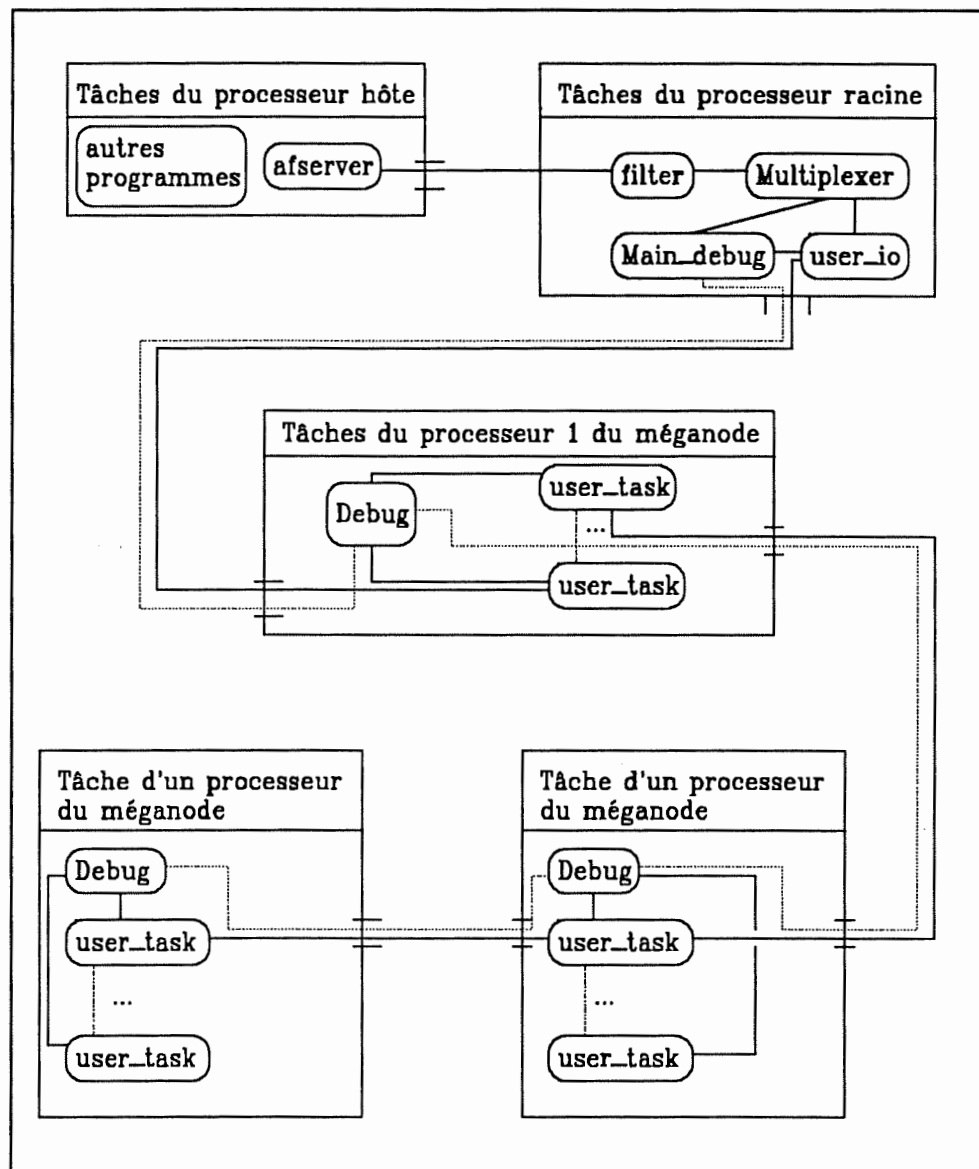 Tâches du processeur hôte
autres
programmes
afserver
Tâches du processeur racine
filter
Multiplexer
Main_debug
user_io
Tâches du processeur 1 du méganode
Debug
user_task
...
user_task
Tâche d'un processeur
du méganode
Debug
user_task
...
user_task
Tâche d'un processeur
du méganode
Debug
user_task
...
user_task